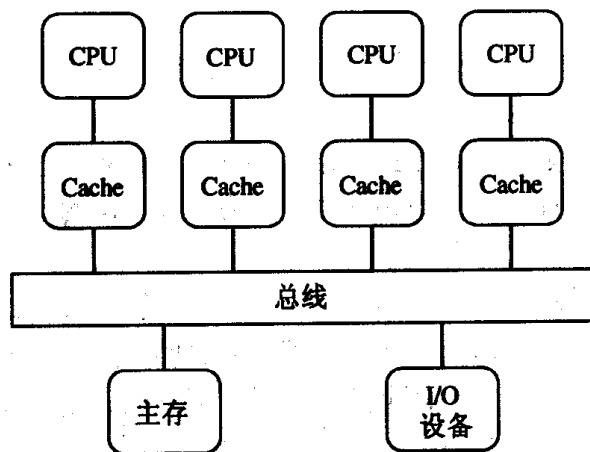 CPU
CPU
CPU
CPU
Cache
Cache
Cache
Cache
总线
主存
I/O
设备